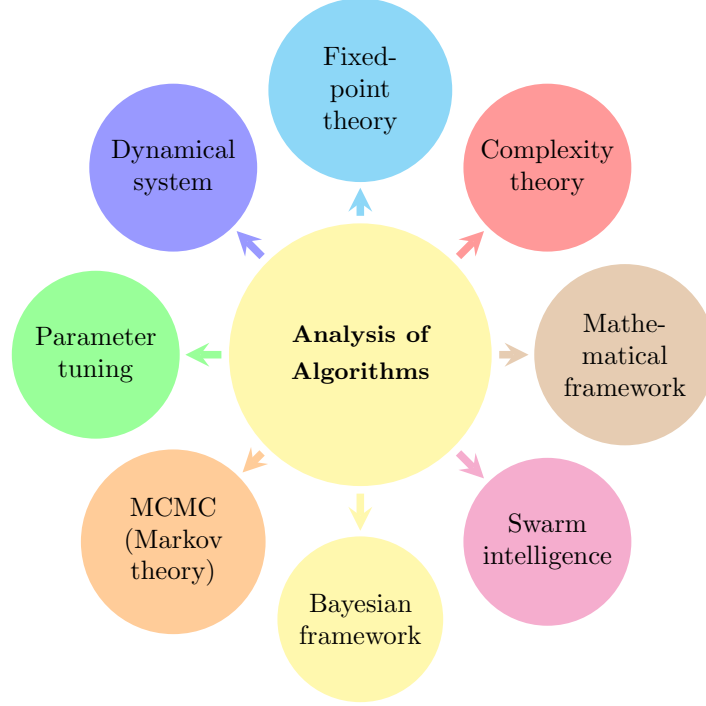 Fixed-
point
theory
Dynamical
system
Complexity
theory
Parameter
tuning
Analysis of
Algorithms
Mathe-
matical
framework
MCMC
(Markov
theory)
Swarm
intelligence
Bayesian
framework